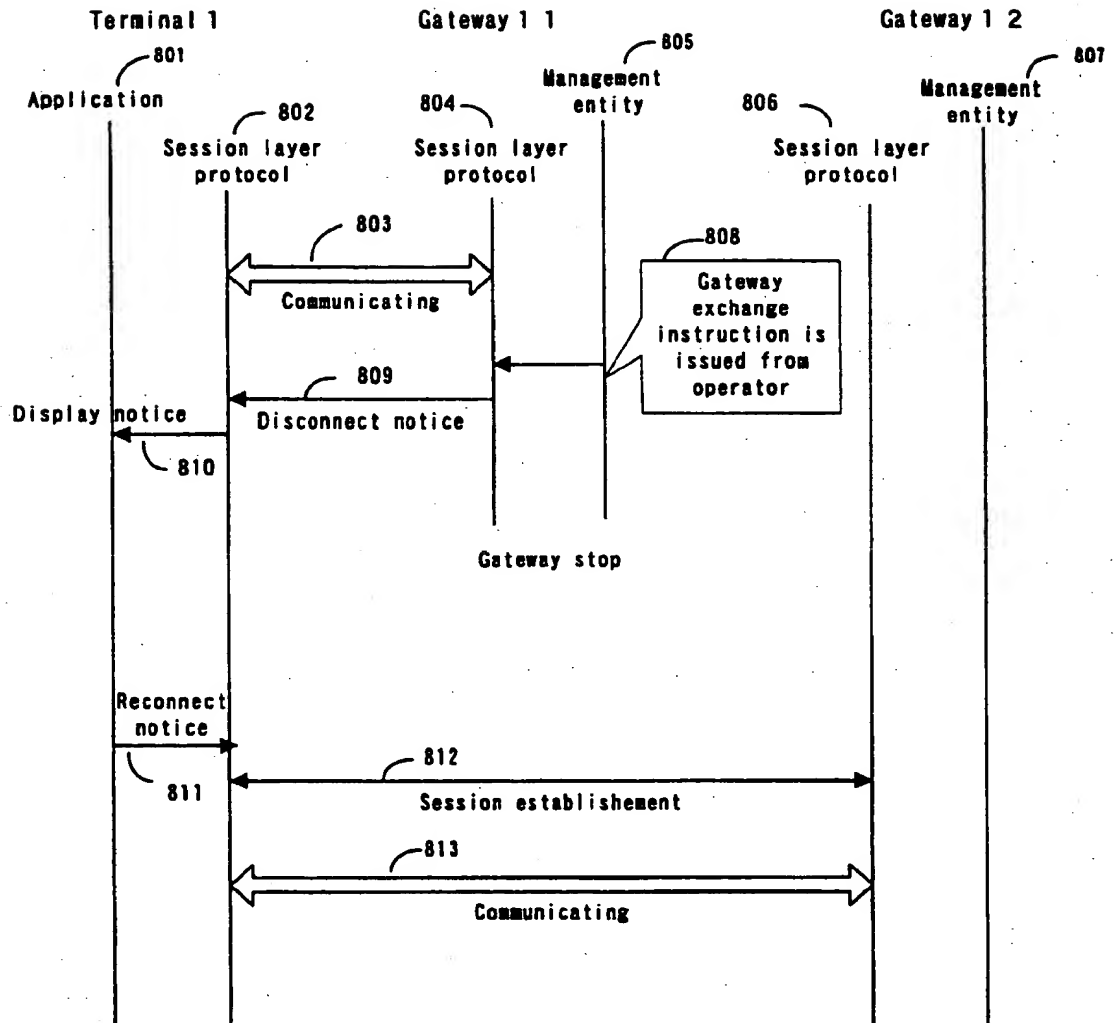 Terminal 1
Gateway 1 1
Gateway 1 2
801
805
807
Application
Management
entity
Management
entity
802
804
806
Session layer
protocol
Session layer
protocol
Session layer
protocol
803
Communicating
808
Gateway
exchange
instruction is
issued from
operator
809
Disconnect notice
Display notice
810
Gateway stop
Reconnect
notice
811
812
Session establishement
813
Communicating